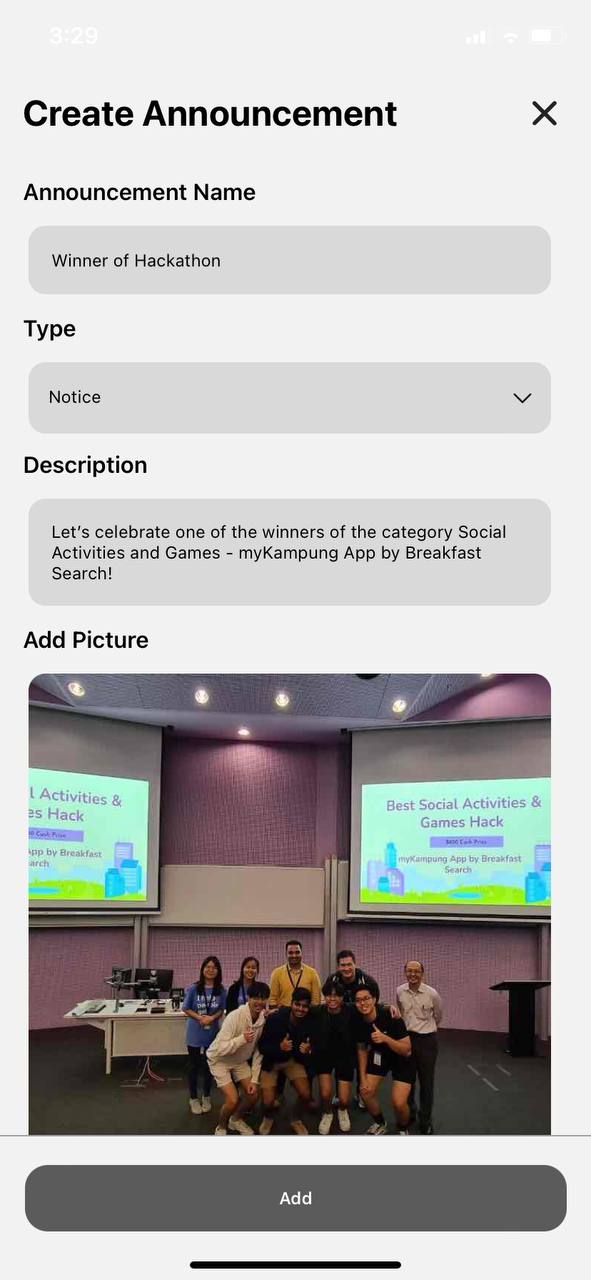 3:29
Create Announcement
Announcement Name
Winner of Hackathon
Type
Notice
Description
Let's celebrate one of the winners of the category Social
Activities and Games - myKampung App by Breakfast
Search!
Add Picture
l Activities &
es Hack
00 Cash Prize
App by Breakfast
arch
Best Social Activities &
Games Hack
$400 Cash Prize
myKampung App by Breakfast
Search
Add